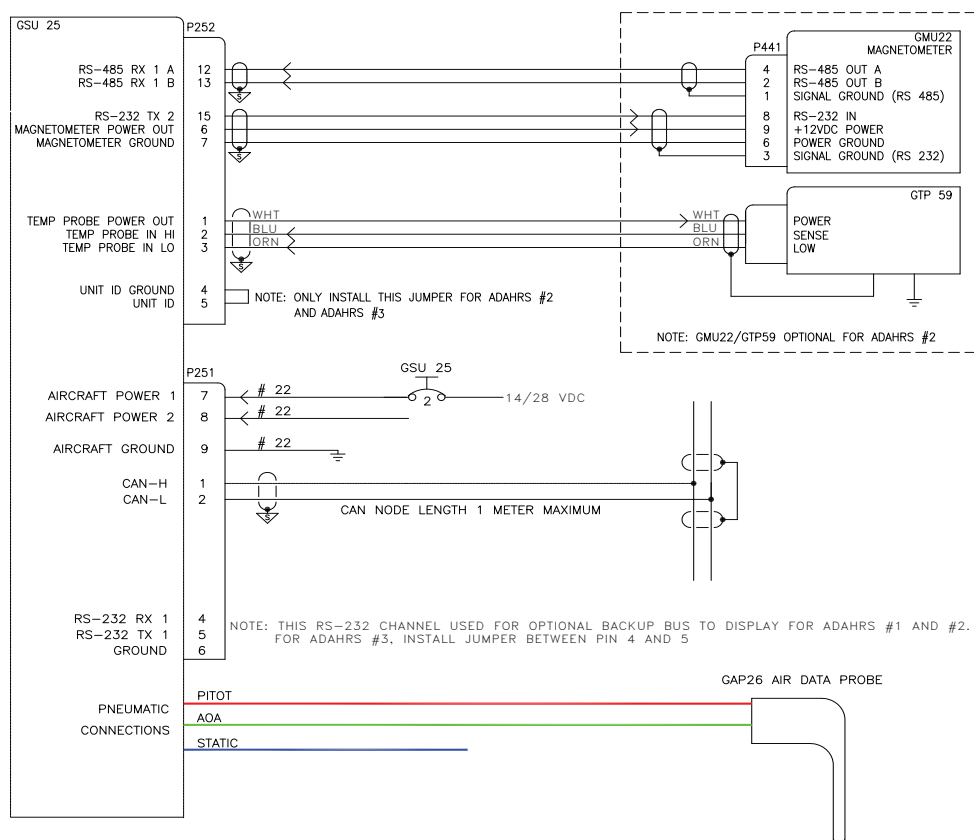 GSU 25
P252
RS-485 RX 1 A 12
RS-485 RX 1 B 13
RS-232 TX 2 15
MAGNETOMETER POWER OUT 6
MAGNETOMETER GROUND 7
S
S
P441
GMU22
MAGNETOMETER
4 RS-485 OUT A
2 RS-485 OUT B
1 SIGNAL GROUND (RS 485)
8 RS-232 IN
9 +12VDC POWER
6 POWER GROUND
3 SIGNAL GROUND (RS 232)
TEMP PROBE POWER OUT 1 WHT
TEMP PROBE IN HI 2 BLU
TEMP PROBE IN LO 3 ORN
S
WHT
BLU
ORN
GTP 59
POWER
SENSE
LOW
UNIT ID GROUND 4
UNIT ID 5
NOTE: ONLY INSTALL THIS JUMPER FOR ADAHRS #2
AND ADAHRS #3
NOTE: GMU22/GTP59 OPTIONAL FOR ADAHRS #2
P251
AIRCRAFT POWER 1 7 # 22
AIRCRAFT POWER 2 8 # 22
GSU 25
2
14/28 VDC
AIRCRAFT GROUND 9 # 22
CAN-H 1
CAN-L 2
S
CAN NODE LENGTH 1 METER MAXIMUM
RS-232 RX 1 4
RS-232 TX 1 5
GROUND 6
NOTE: THIS RS-232 CHANNEL USED FOR OPTIONAL BACKUP BUS TO DISPLAY FOR ADAHRS #1 AND #2.
FOR ADAHRS #3, INSTALL JUMPER BETWEEN PIN 4 AND 5
PNEUMATIC
CONNECTIONS
PITOT
AOA
STATIC
GAP26 AIR DATA PROBE